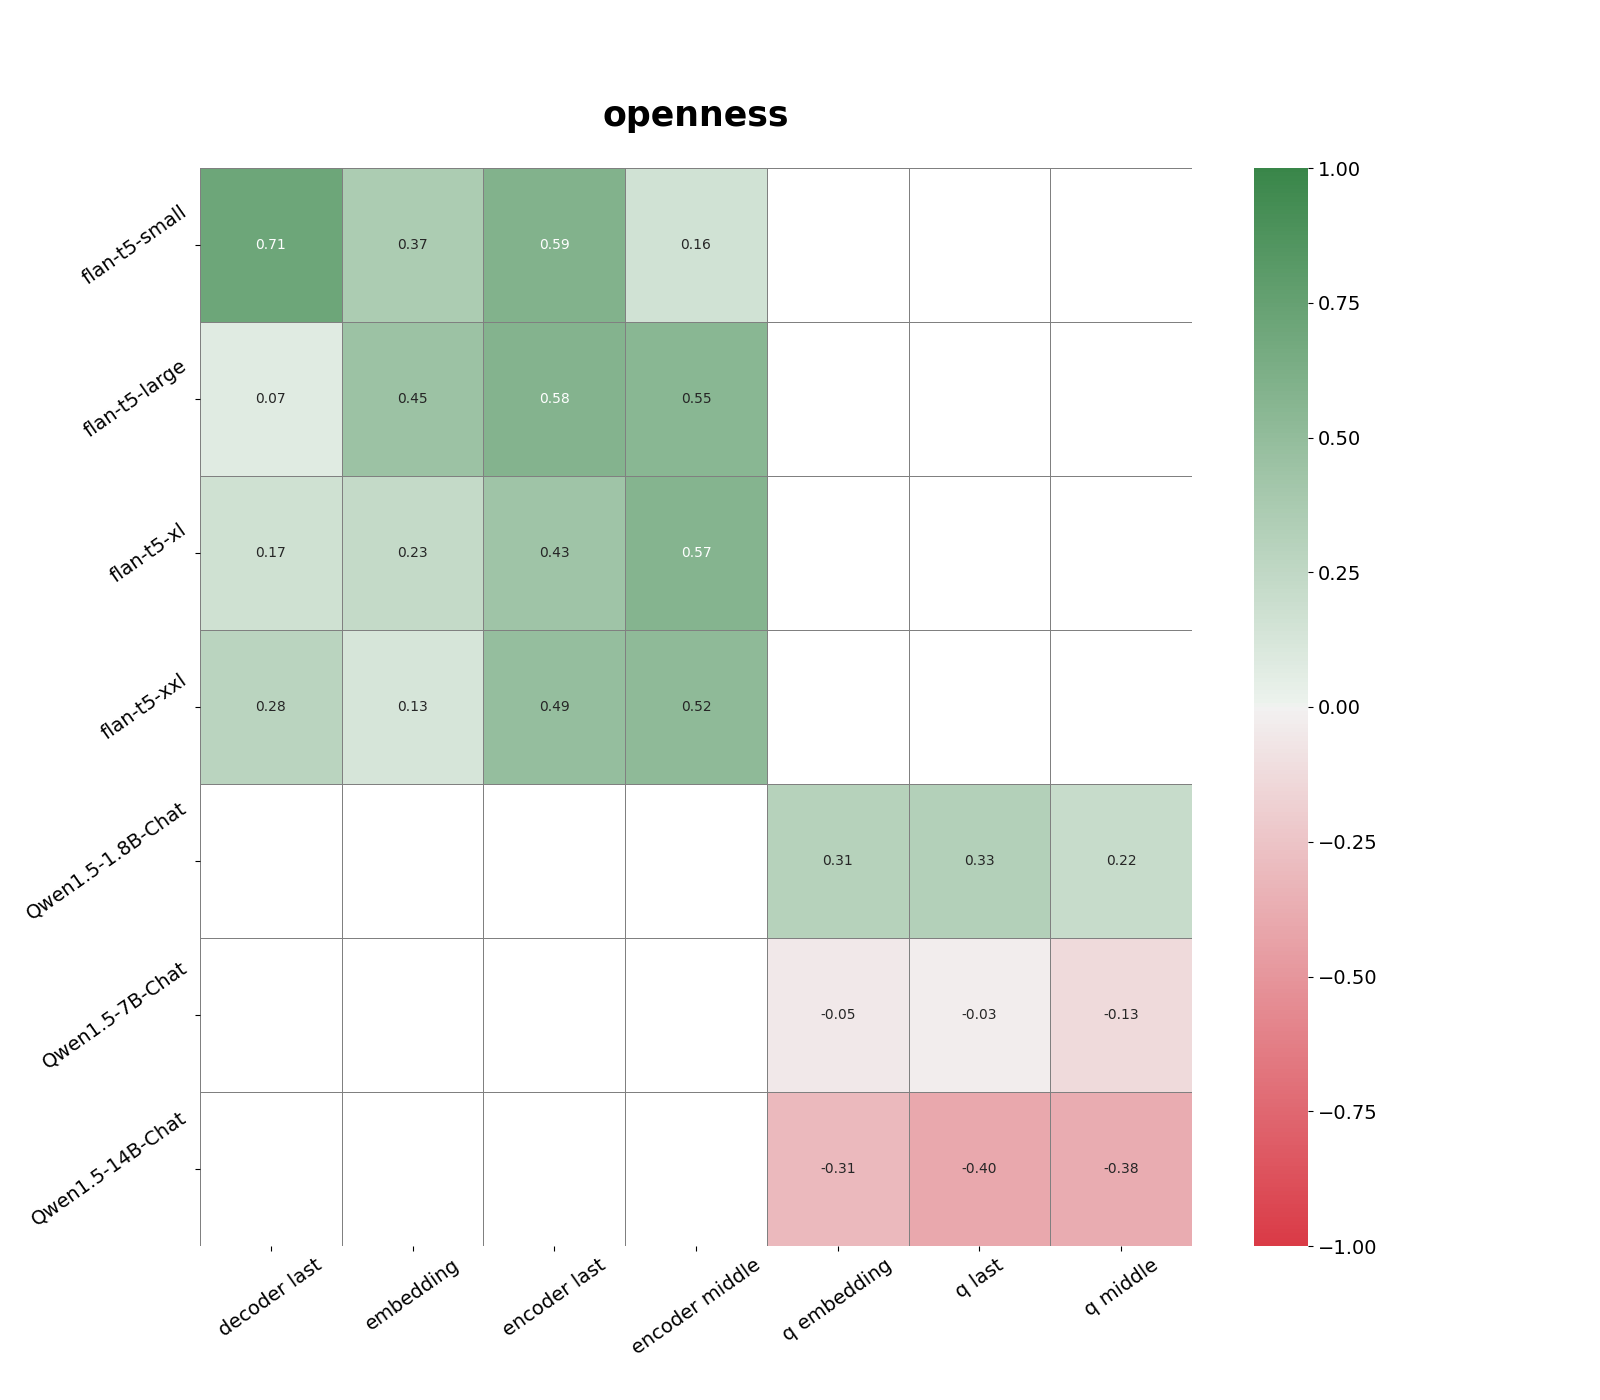 openness
flan-t5-small 0.71 0.37 0.59 0.16
flan-t5-large 0.07 0.45 0.58 0.55
flan-t5-xl 0.17 0.23 0.43 0.57
flan-t5-xxl 0.28 0.13 0.49 0.52
Qwen1.5-1.8B-Chat 0.31 0.33 0.22
Qwen1.5-7B-Chat -0.05 -0.03 -0.13
Qwen1.5-14B-Chat -0.31 -0.40 -0.38
decoder last embedding encoder last encoder middle q embedding q last q middle
1.00
0.75
0.50
0.25
0.00
−0.25
−0.50
−0.75
−1.00